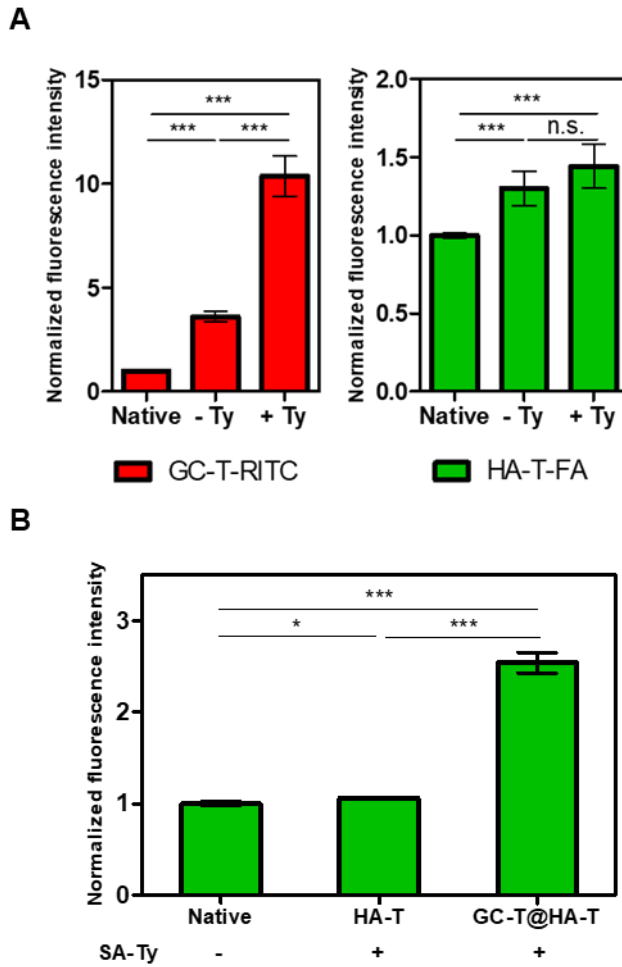 A
Normalized fluorescence intensity
15
10
5
0
***
*** ***
Native - Ty + Ty
GC-T-RITC
Normalized fluorescence intensity
2.0
1.5
1.0
0.5
0.0
***
*** n.s.
Native - Ty + Ty
HA-T-FA
B
Normalized fluorescence intensity
3
2
1
0
***
* ***
Native HA-T GC-T@HA-T
SA-Ty - + +